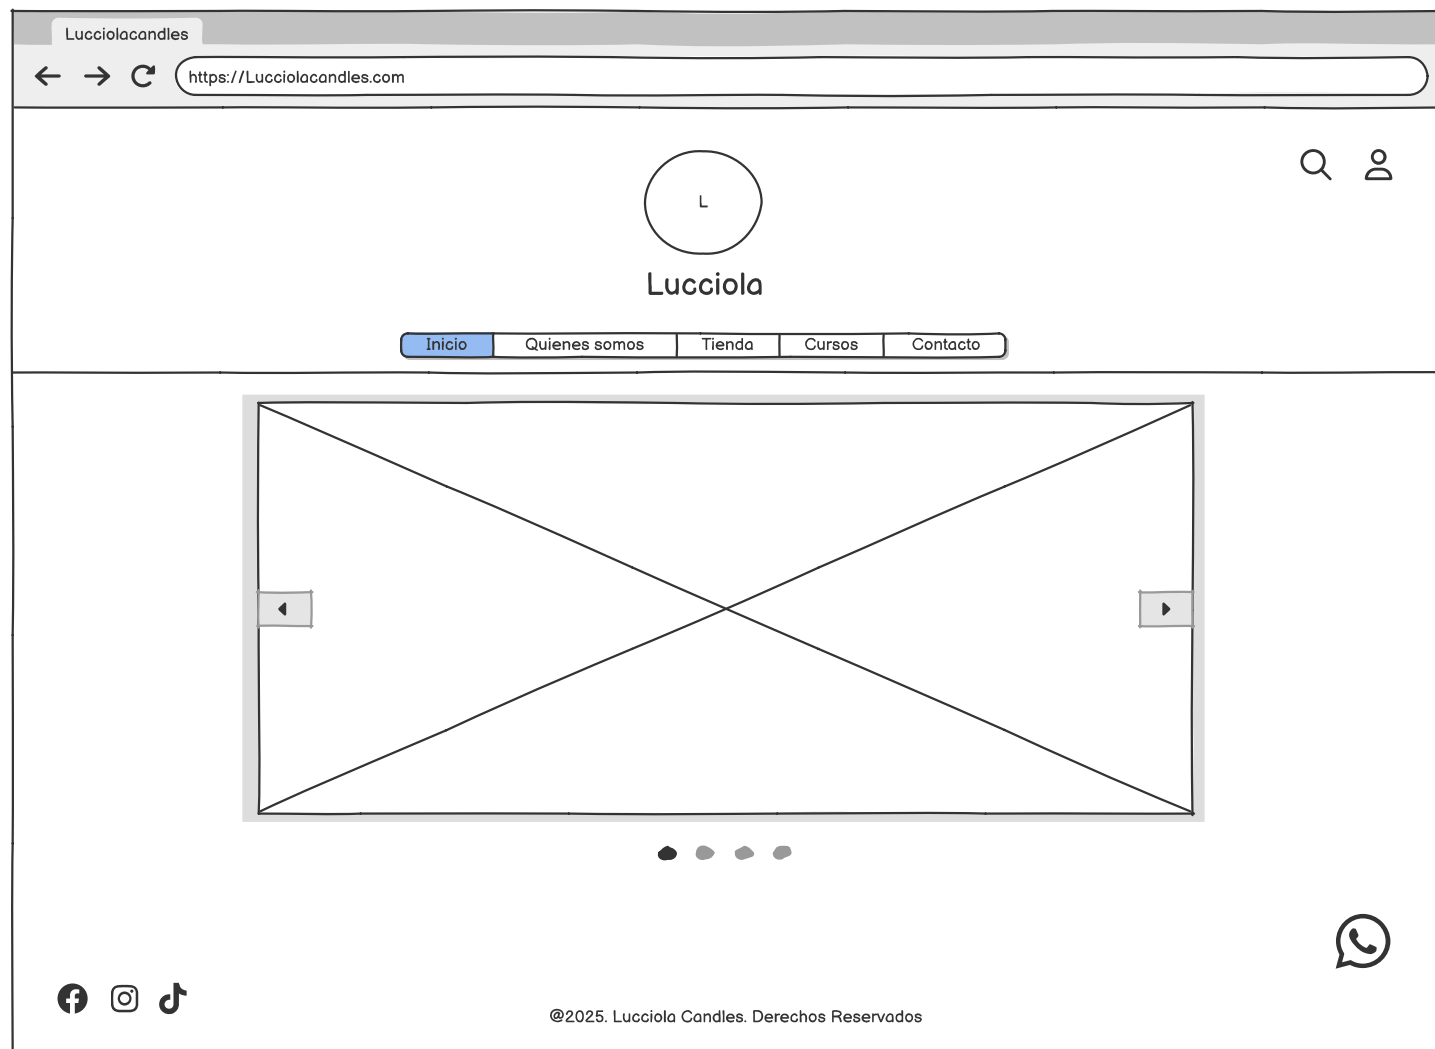 Lucciolacandles
https://Lucciolacandles.com
L
Lucciola
Inicio Quienes somos Tienda Cursos Contacto
@2025. Lucciola Candles. Derechos Reservados